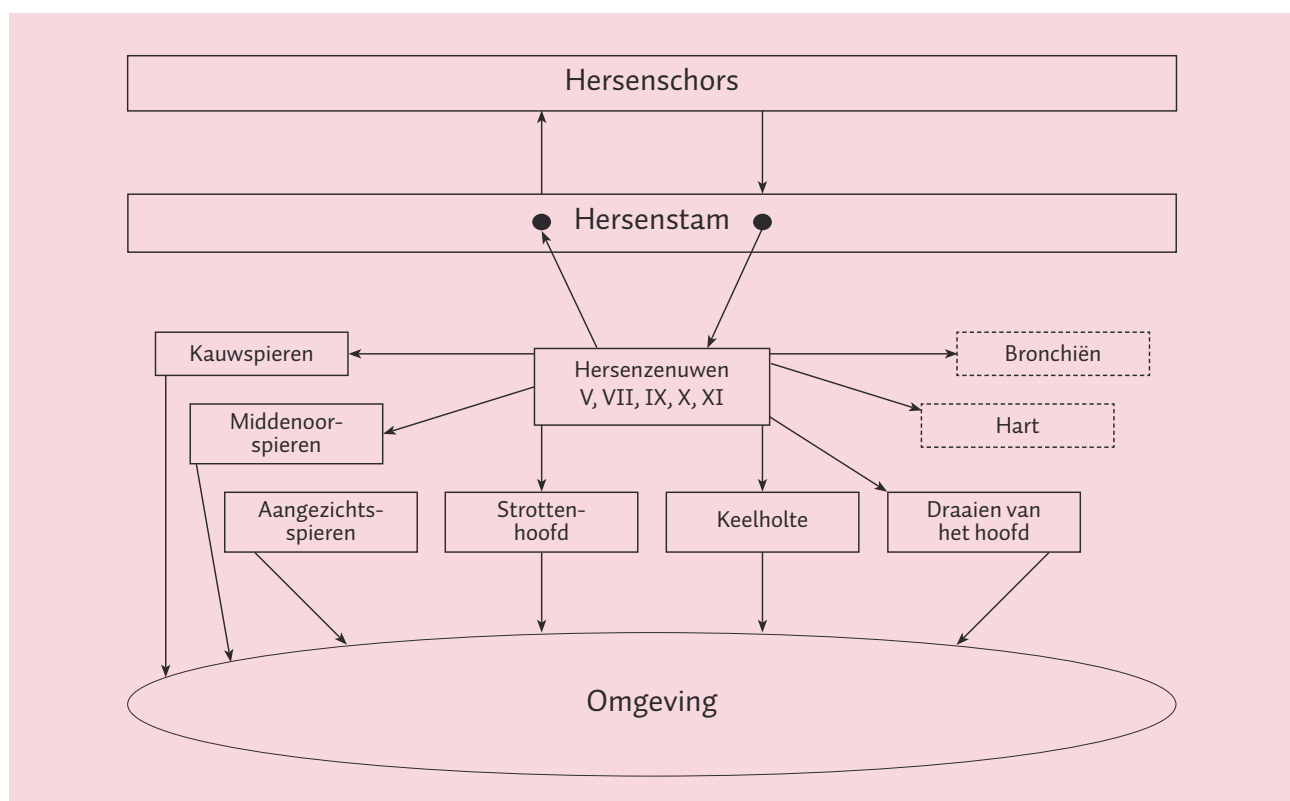 Hersenschors
Hersenstam
Kauwspieren
Hersenzenuwen
V, VII, IX, X, XI
Bronchiën
Middenoor-
spieren
Hart
Aangezichts-
spieren
Strotten-
hoofd
Keelholte
Draaien van
het hoofd
Omgeving